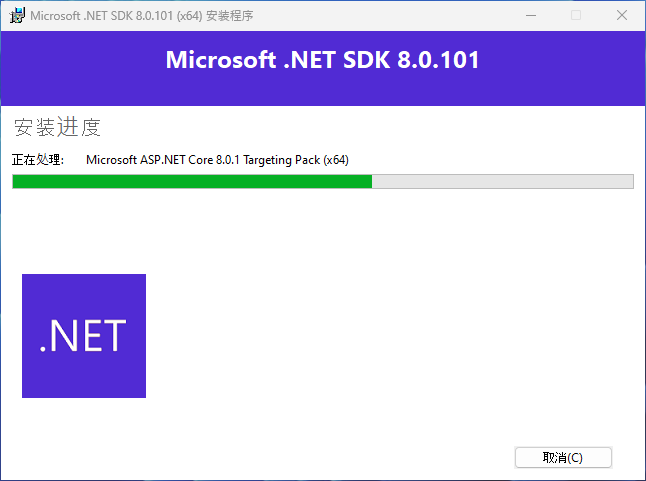 Microsoft .NET SDK 8.0.101 (x64) 安装程序
Microsoft .NET SDK 8.0.101
安装进度
正在处理: Microsoft ASP.NET Core 8.0.1 Targeting Pack (x64)
.NET
取消(C)